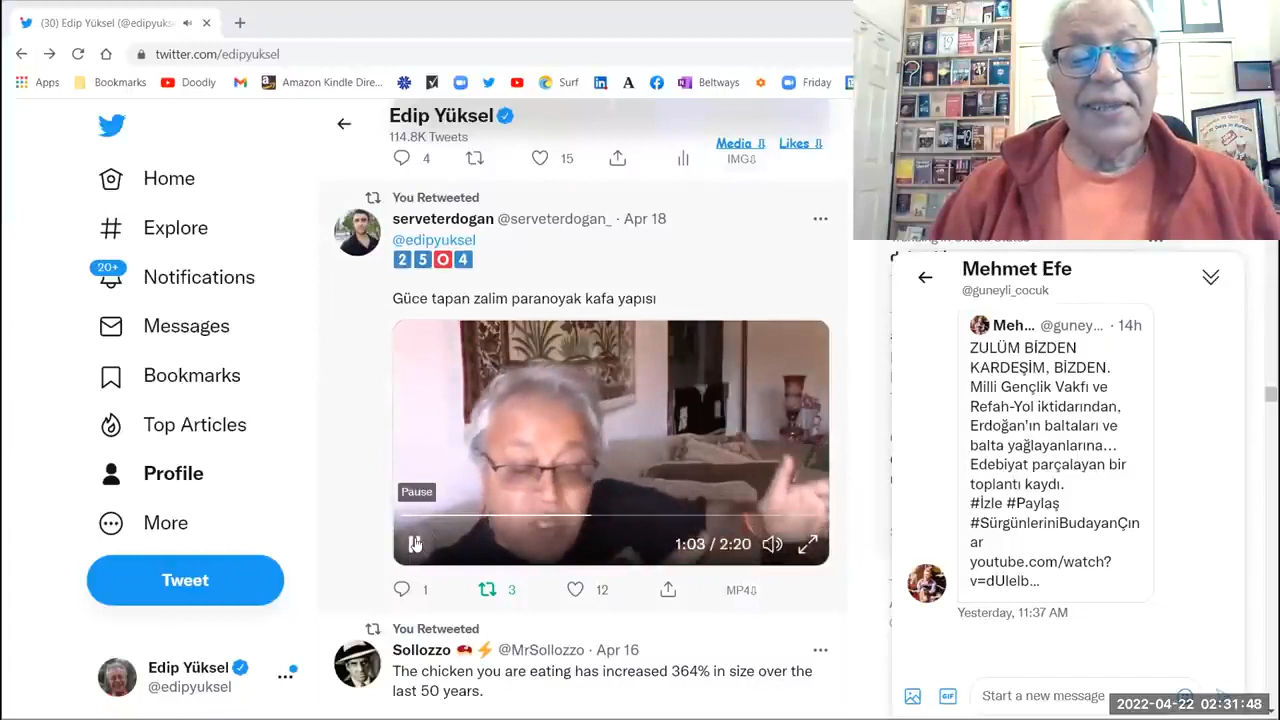 (30) Edip Yüksel (@edipyuks
twitter.com/edipyuksel
Apps
Bookmarks
Doodly
Amazon Kindle Dire...
Surf
LinkedIn
Friday
Home
Explore
20+
Notifications
Messages
Bookmarks
Top Articles
Profile
More
Tweet
Edip Yüksel
@edipyuksel
Edip Yüksel
114.8K Tweets
Media ⇩
Likes ⇩
4
15
IMG⇩
You Retweeted
serveterdogan @serveterdogan_ · Apr 18
@edipyuksel
2 5 0 4
Güce tapan zalim paranoyak kafa yapısı
Pause
1:03 / 2:20
1
3
12
MP4⇩
You Retweeted
Sollozzo @MrSollozzo · Apr 16
The chicken you are eating has increased 364% in size over the
last 50 years.
Mehmet Efe
@guneyli_cocuk
Meh... @guney... · 14h
ZULÜM BİZDEN
KARDEŞİM, BİZDEN.
Milli Gençlik Vakfı ve
Refah-Yol iktidarından,
Erdoğan'ın baltaları ve
balta yağlayanlarına...
Edebiyat parçalayan bir
toplantı kaydı.
#İzle #Paylaş
#SürgünleriniBudayanÇın
ar
youtube.com/watch?
v=dUlelb...
Yesterday, 11:37 AM
GIF
Start a new message
2022-04-22 02:31:48